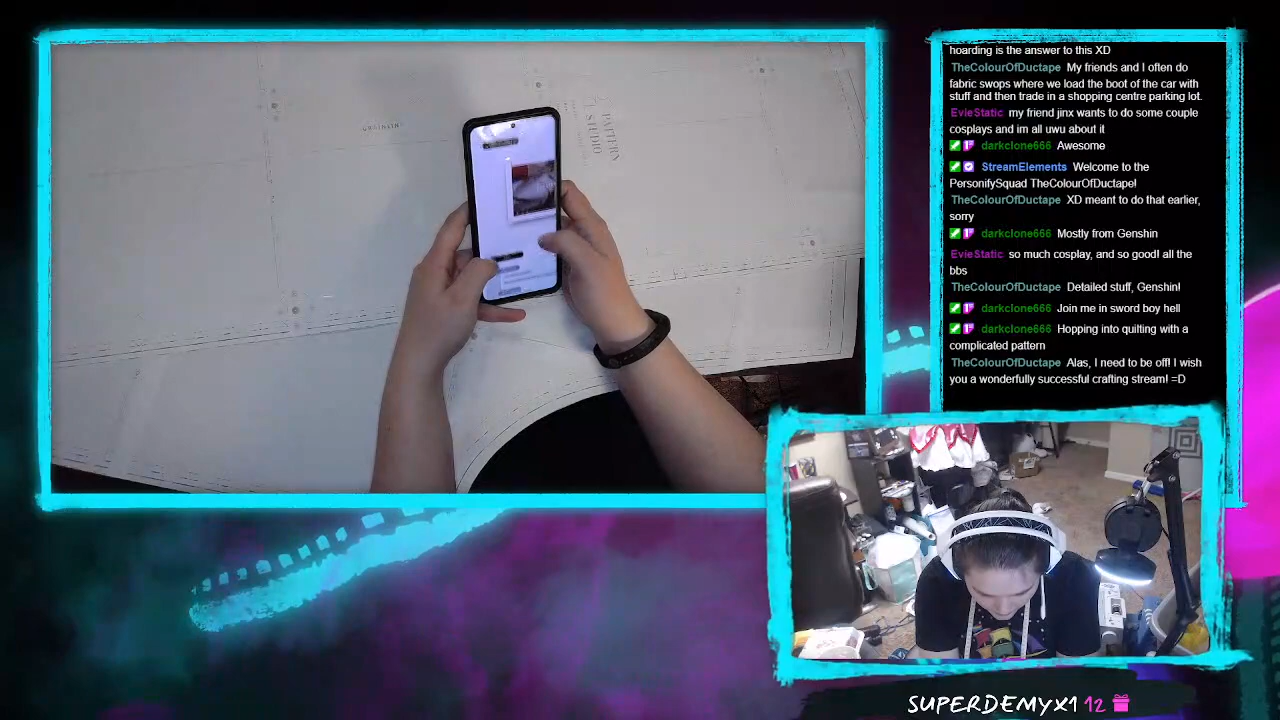 GRAINLINE
PATTERN
STUDIO
hoarding is the answer to this XD
TheColourOfDuctape My friends and I often do
fabric swops where we load the boot of the car with
stuff and then trade in a shopping centre parking lot.
EvieStatic my friend jinx wants to do some couple
cosplays and im all uwu about it
darkclone666 Awesome
StreamElements Welcome to the
PersonifySquad TheColourOfDuctape!
TheColourOfDuctape XD meant to do that earlier,
sorry
darkclone666 Mostly from Genshin
EvieStatic so much cosplay, and so good! all the
bbs
TheColourOfDuctape Detailed stuff, Genshin!
darkclone666 Join me in sword boy hell
darkclone666 Hopping into quilting with a
complicated pattern
TheColourOfDuctape Alas, I need to be off! I wish
you a wonderfully successful crafting stream! =D
SUPERDEMYX1 12